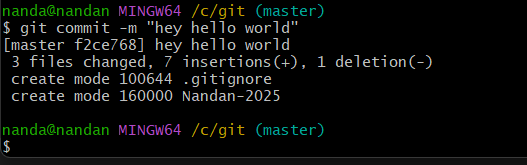 nanda@nandan MINGW64 /c/git (master)
$ git commit -m "hey hello world"
[master f2ce768] hey hello world
 3 files changed, 7 insertions(+), 1 deletion(-)
 create mode 100644 .gitignore
 create mode 160000 Nandan-2025

nanda@nandan MINGW64 /c/git (master)
$